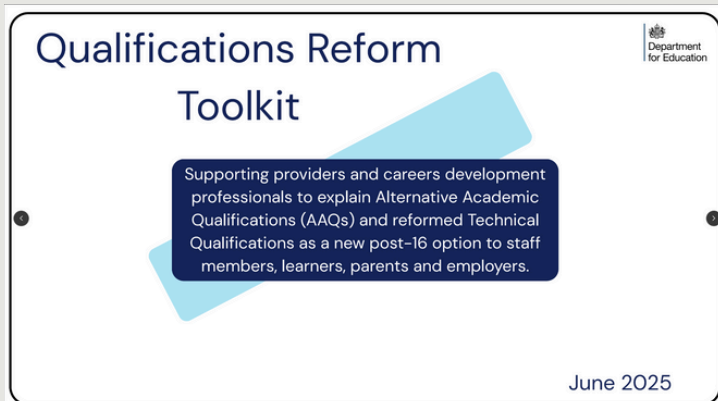 Qualifications Reform
Toolkit
Department
for Education
Supporting providers and careers development
professionals to explain Alternative Academic
Qualifications (AAQs) and reformed Technical
Qualifications as a new post-16 option to staff
members, learners, parents and employers.
June 2025